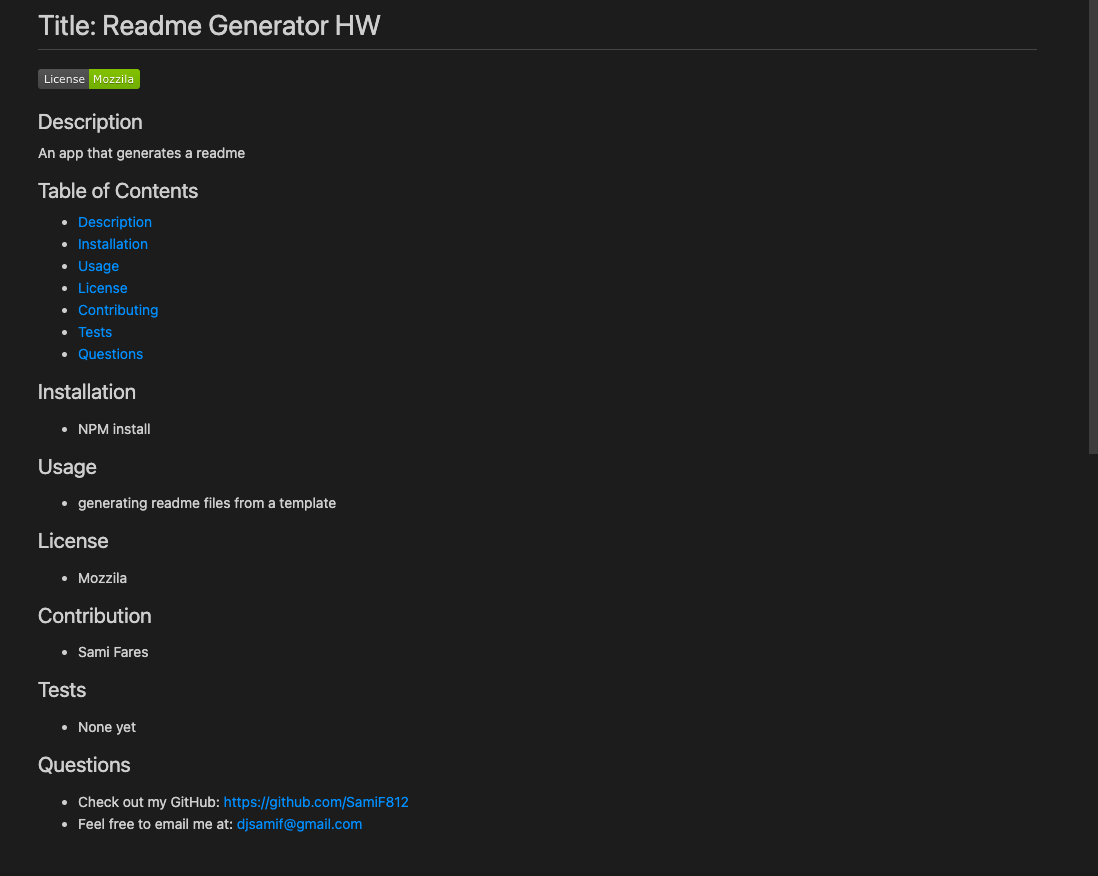 Title: Readme Generator HW
License Mozzila
Description
An app that generates a readme
Table of Contents
Description
Installation
Usage
License
Contributing
Tests
Questions
Installation
NPM install
Usage
generating readme files from a template
License
Mozzila
Contribution
Sami Fares
Tests
None yet
Questions
Check out my GitHub: https://github.com/SamiF812
Feel free to email me at: djsamif@gmail.com